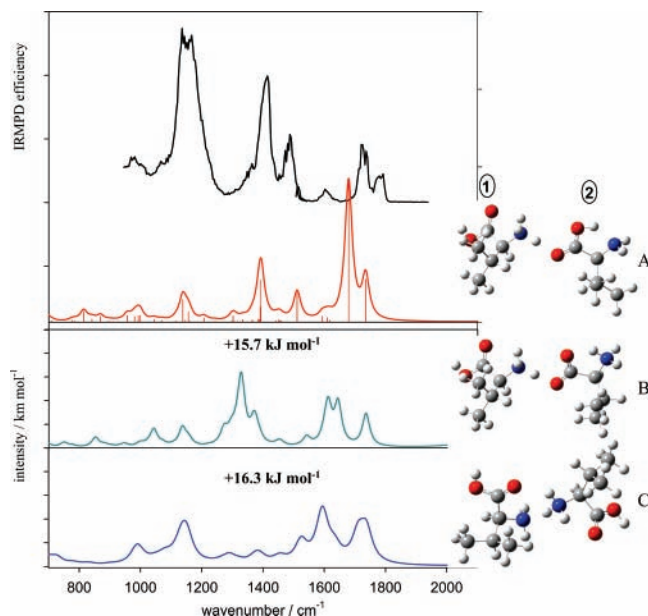 IRMPD efficiency
intensity / km mol⁻¹
1
2
A
+15.7 kJ mol⁻¹
B
+16.3 kJ mol⁻¹
C
800 1000 1200 1400 1600 1800 2000
wavenumber / cm⁻¹